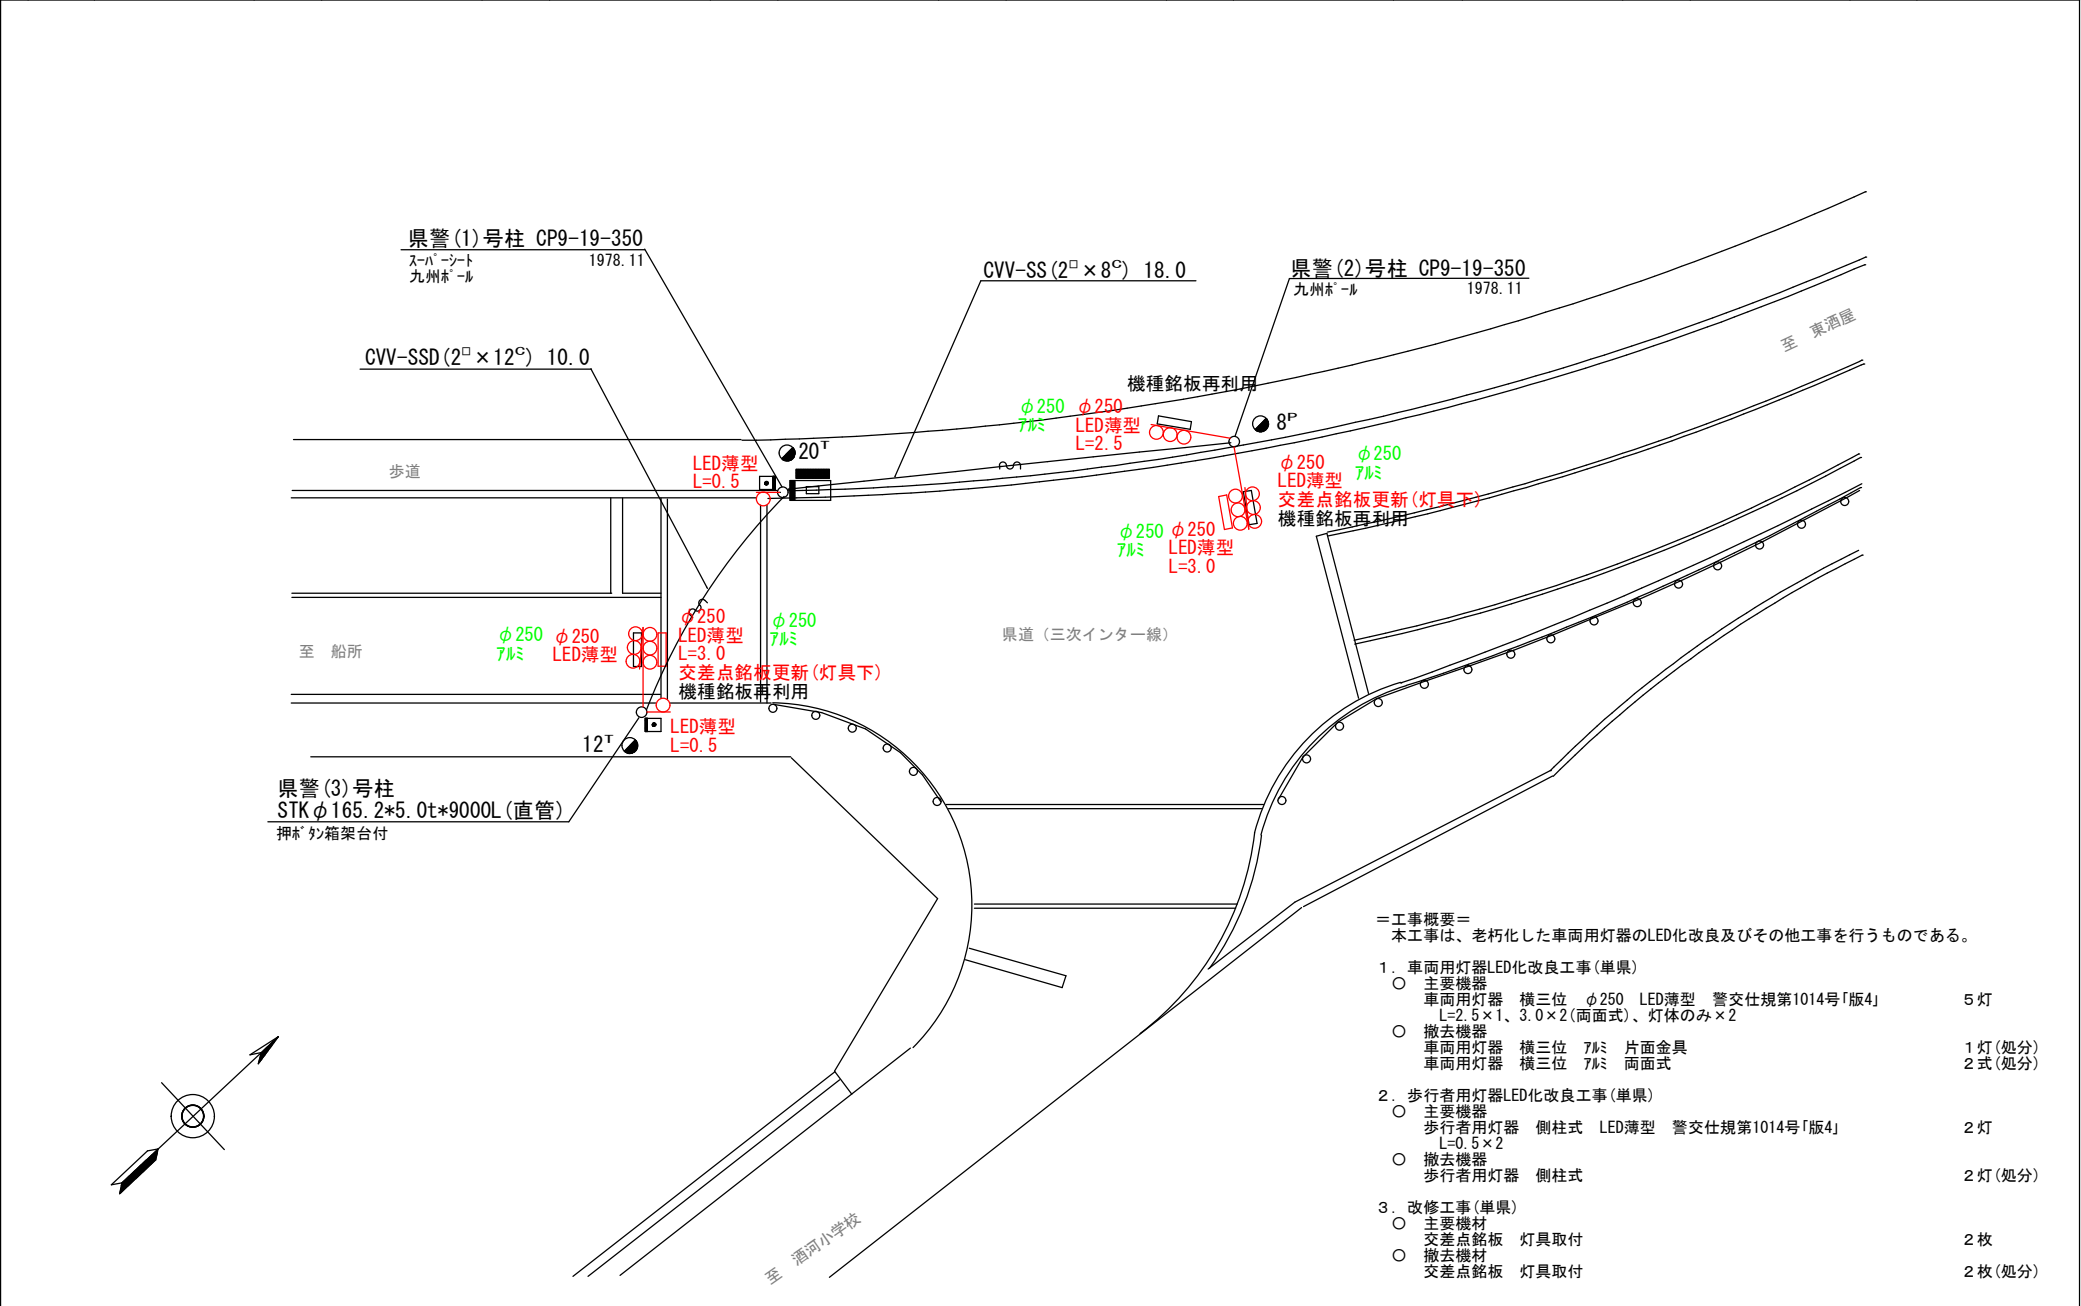 県警(1)号柱 CP9-19-350
ｽｰﾊﾟｰｼｰﾄ 1978.11
九州ﾎﾟｰﾙ
CVV-SS(2□×8C) 18.0
県警(2)号柱 CP9-19-350
九州ﾎﾟｰﾙ 1978.11
至 東酒屋
CVV-SSD(2□×12C) 10.0
機種銘板再利用
φ250 φ250
ｱﾙﾐ LED薄型
L=2.5
8P
20T
LED薄型
L=0.5
歩道
φ250 φ250
LED薄型 ｱﾙﾐ
交差点銘板更新(灯具下)
機種銘板再利用
φ250 φ250
ｱﾙﾐ LED薄型
L=3.0
φ250 φ250
LED薄型 ｱﾙﾐ
L=3.0
交差点銘板更新(灯具下)
機種銘板再利用
φ250 φ250
ｱﾙﾐ LED薄型
至 船所
県道（三次インター線）
LED薄型
L=0.5
12T
県警(3)号柱
STKφ165.2*5.0t*9000L(直管)
押ﾎﾞﾀﾝ箱架台付
至 酒河小学校
＝工事概要＝
本工事は、老朽化した車両用灯器のLED化改良及びその他工事を行うものである。
１．車両用灯器LED化改良工事(単県)
○ 主要機器
車両用灯器 横三位 φ250 LED薄型 警交仕規第1014号｢版4｣ ５灯
L=2.5×1、3.0×2(両面式)、灯体のみ×2
○ 撤去機器
車両用灯器 横三位 ｱﾙﾐ 片面金具 １灯(処分)
車両用灯器 横三位 ｱﾙﾐ 両面式 ２式(処分)
２．歩行者用灯器LED化改良工事(単県)
○ 主要機器
歩行者用灯器 側柱式 LED薄型 警交仕規第1014号｢版4｣ ２灯
L=0.5×2
○ 撤去機器
歩行者用灯器 側柱式 ２灯(処分)
３．改修工事(単県)
○ 主要機材
交差点銘板 灯具取付 ２枚
○ 撤去機材
交差点銘板 灯具取付 ２枚(処分)